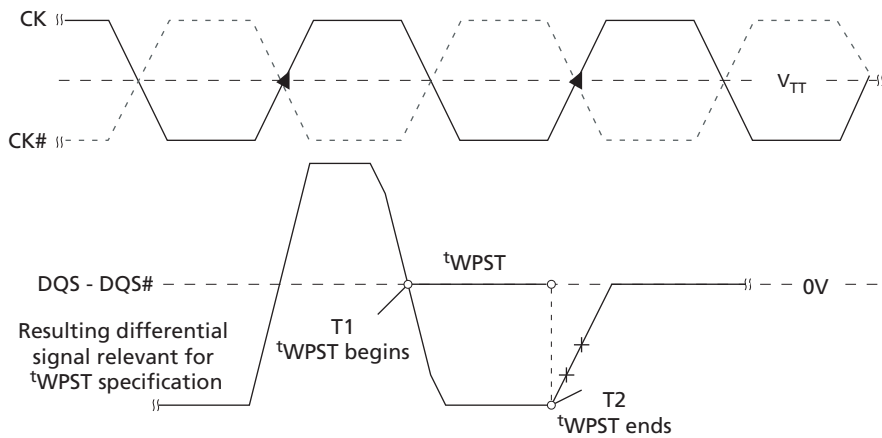 CK
V_TT
CK#
tWPST
DQS - DQS#
0V
T1
tWPST begins
Resulting differential
signal relevant for
tWPST specification
T2
tWPST ends